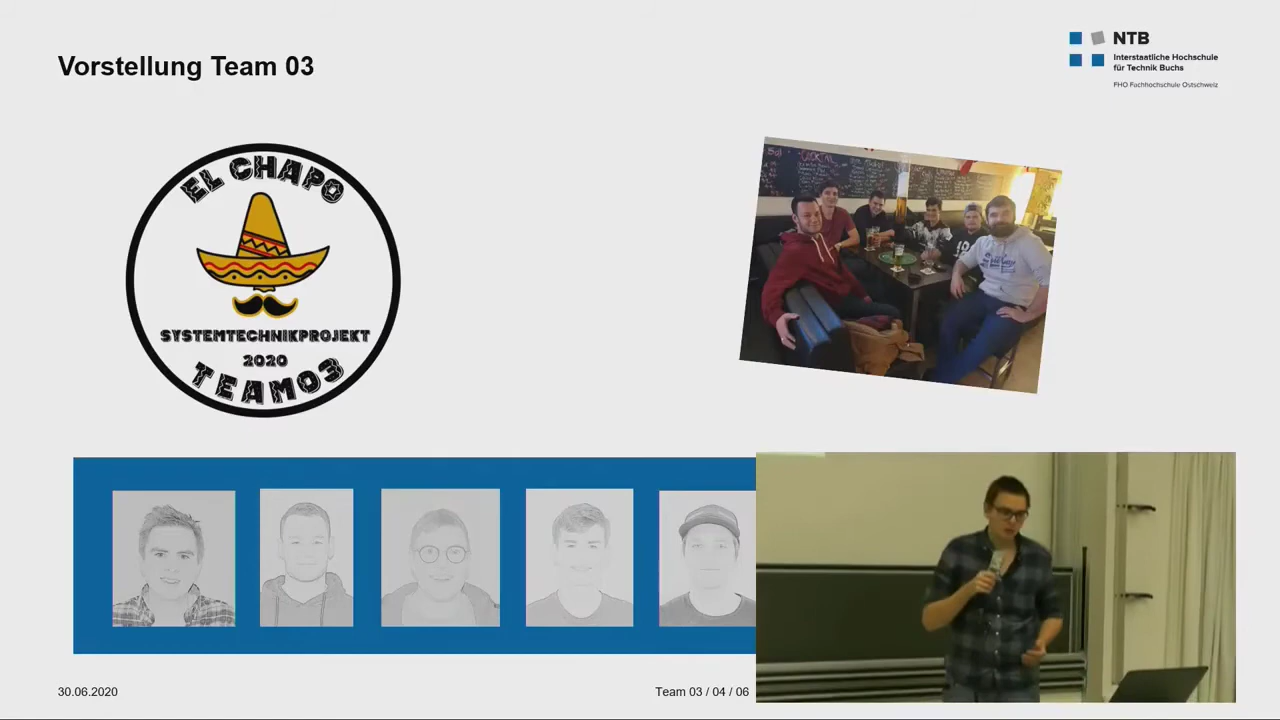 Vorstellung Team 03
NTB
Interstaatliche Hochschule
für Technik Buchs
FHO Fachhochschule Ostschweiz
EL CHAPO
SYSTEMTECHNIKPROJEKT
2020
TEAM03
30.06.2020
Team 03 / 04 / 06